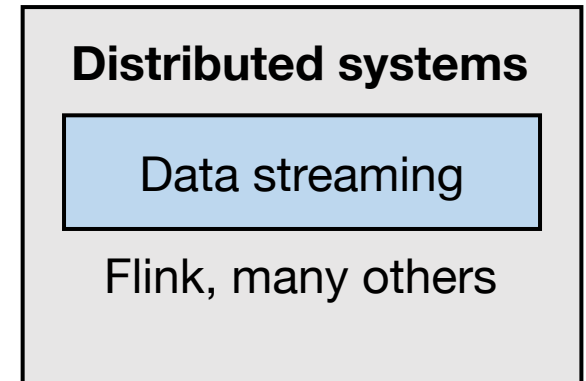 Distributed systems
Data streaming
Flink, many others